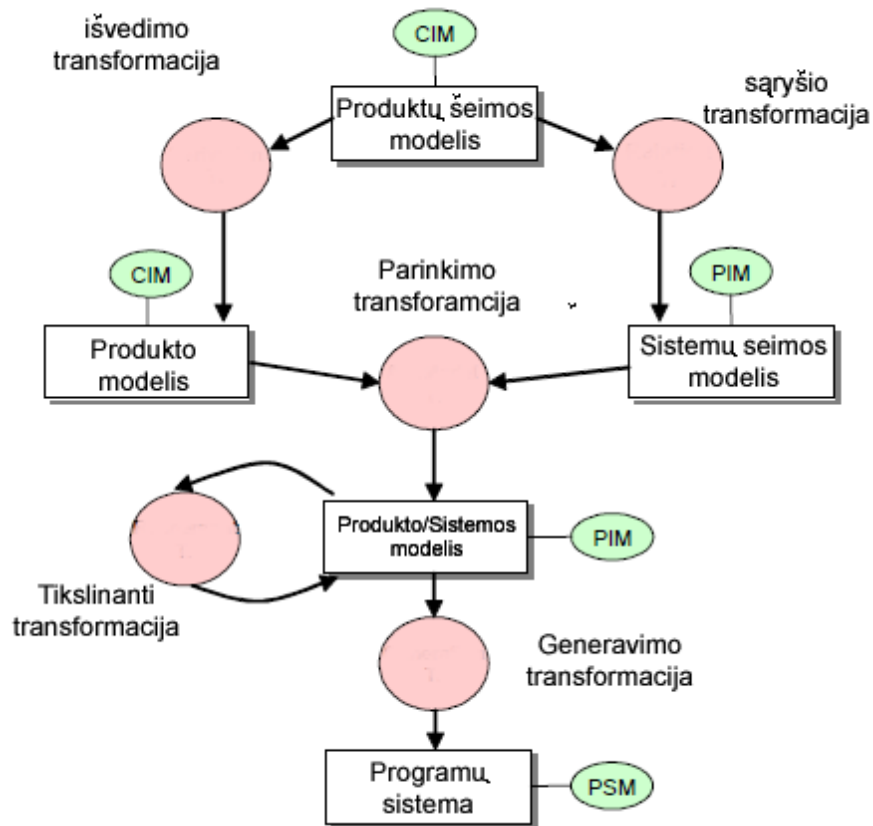 išvedimo
transformacija
CIM
Produktų šeimos
modelis
sąryšio
transformacija
CIM
Produkto
modelis
Parinkimo
transforamcija
PIM
Sistemų seimos
modelis
Produkto/Sistemos
modelis
PIM
Tikslinanti
transformacija
Generavimo
transformacija
Programų
sistema
PSM